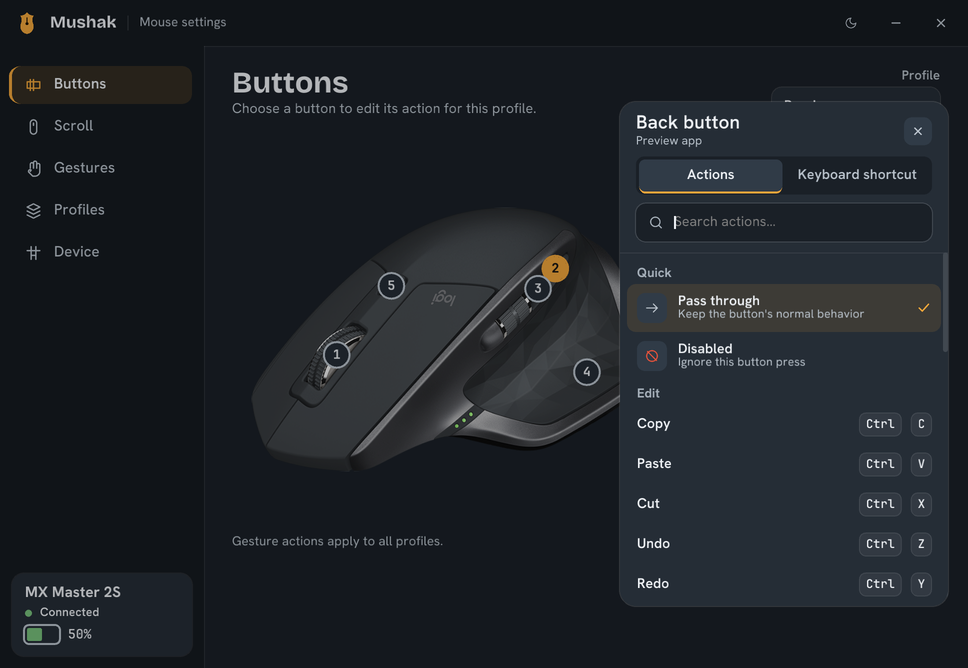 Mushak
Mouse settings
Buttons
Scroll
Gestures
Profiles
Device
MX Master 2S
Connected
50%
Buttons
Choose a button to edit its action for this profile.
Profile
logi
1
2
3
4
5
Gesture actions apply to all profiles.
Back button
Preview app
Actions
Keyboard shortcut
Search actions...
Quick
Pass through
Keep the button's normal behavior
Disabled
Ignore this button press
Edit
Copy Ctrl C
Paste Ctrl V
Cut Ctrl X
Undo Ctrl Z
Redo Ctrl Y